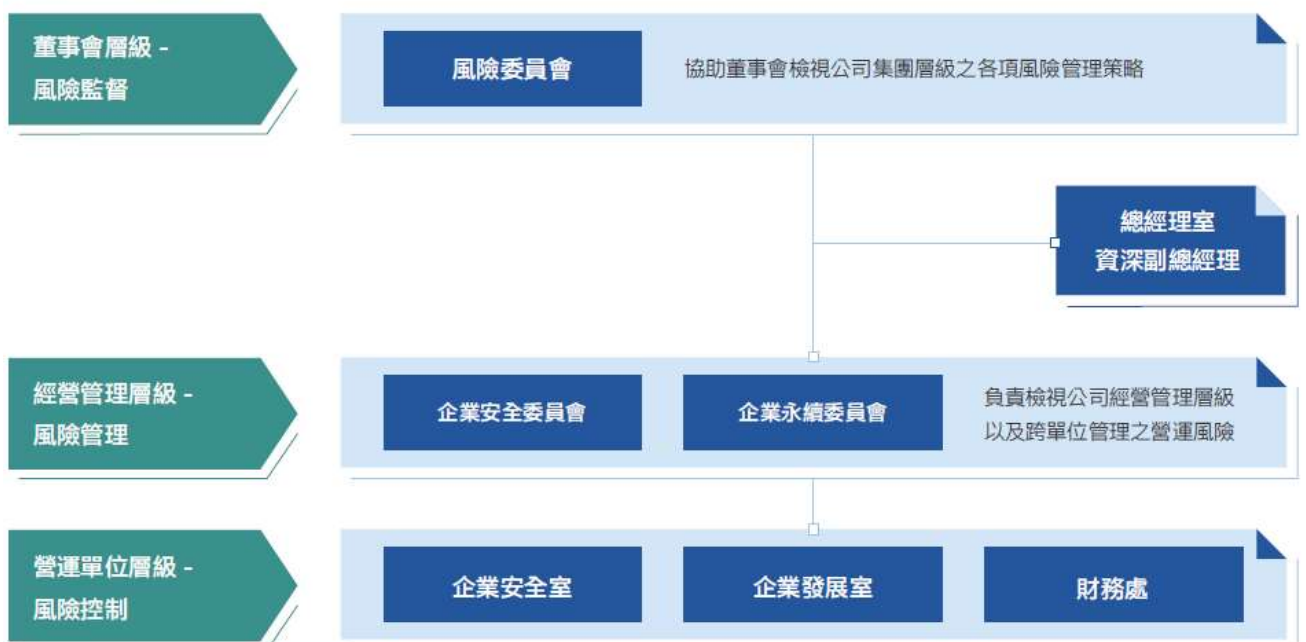 董事會層級 -
風險監督
風險委員會
協助董事會檢視公司集團層級之各項風險管理策略
總經理室
資深副總經理
經營管理層級 -
風險管理
企業安全委員會
企業永續委員會
負責檢視公司經營管理層級
以及跨單位管理之營運風險
營運單位層級 -
風險控制
企業安全室
企業發展室
財務處